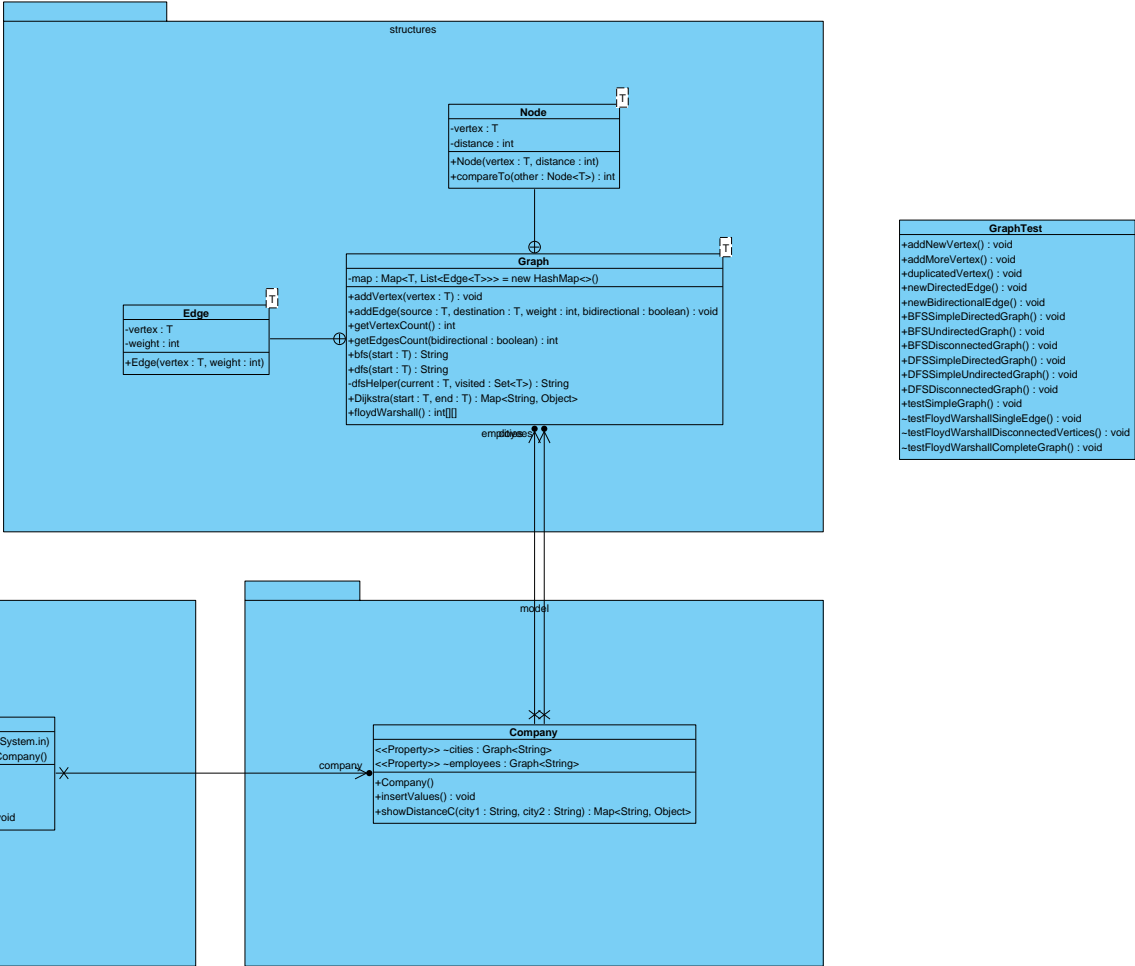 structures
T
Node
-vertex : T
-distance : int
+Node(vertex : T, distance : int)
+compareTo(other : Node<T>) : int
T
Graph
-map : Map<T, List<Edge<T>>> = new HashMap<>()
+addVertex(vertex : T) : void
+addEdge(source : T, destination : T, weight : int, bidirectional : boolean) : void
+getVertexCount() : int
+getEdgesCount(bidirectional : boolean) : int
+bfs(start : T) : String
+dfs(start : T) : String
-dfsHelper(current : T, visited : Set<T>) : String
+Dijkstra(start : T, end : T) : Map<String, Object>
+floydWarshall() : int[][]
T
Edge
-vertex : T
-weight : int
+Edge(vertex : T, weight : int)
GraphTest
+addNewVertex() : void
+addMoreVertex() : void
+duplicatedVertex() : void
+newDirectedEdge() : void
+newBidirectionalEdge() : void
+BFSSimpleDirectedGraph() : void
+BFSUndirectedGraph() : void
+BFSDisconnectedGraph() : void
+DFSSimpleDirectedGraph() : void
+DFSSimpleUndirectedGraph() : void
+DFSDisconnectedGraph() : void
+testSimpleGraph() : void
~testFloydWarshallSingleEdge() : void
~testFloydWarshallDisconnectedVertices() : void
~testFloydWarshallCompleteGraph() : void
model
System.in)
Company()
void
company
Company
<<Property>> ~cities : Graph<String>
<<Property>> ~employees : Graph<String>
+Company()
+insertValues() : void
+showDistanceC(city1 : String, city2 : String) : Map<String, Object>